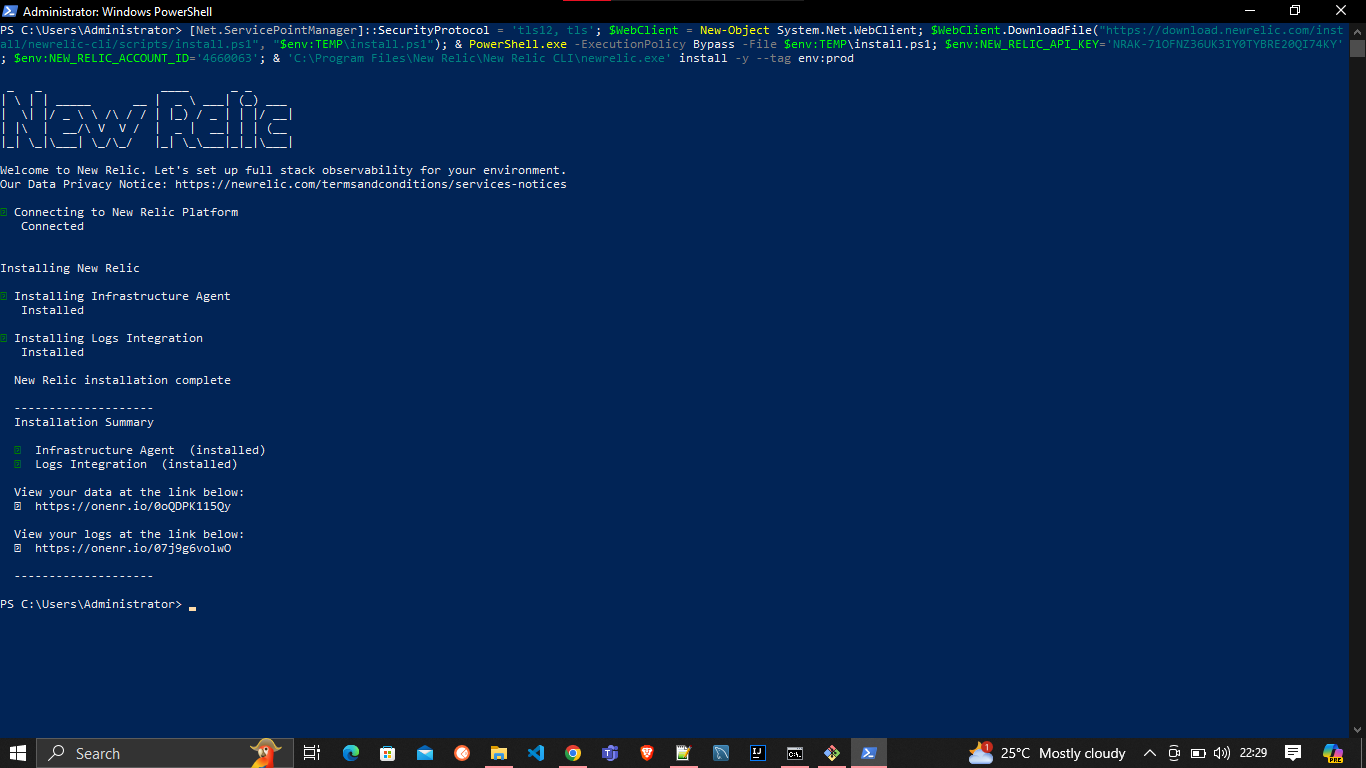 Administrator: Windows PowerShell
PS C:\Users\Administrator> [Net.ServicePointManager]::SecurityProtocol = 'tls12, tls'; $WebClient = New-Object System.Net.WebClient; $WebClient.DownloadFile("https://download.newrelic.com/inst
all/newrelic-cli/scripts/install.ps1", "$env:TEMP\install.ps1"); & PowerShell.exe -ExecutionPolicy Bypass -File $env:TEMP\install.ps1; $env:NEW_RELIC_API_KEY='NRAK-71OFNZ36UK3IY0TYBRE20QI74KY'
; $env:NEW_RELIC_ACCOUNT_ID='4660063'; & 'C:\Program Files\New Relic\New Relic CLI\newrelic.exe' install -y --tag env:prod
New Relic
Welcome to New Relic. Let's set up full stack observability for your environment.
Our Data Privacy Notice: https://newrelic.com/termsandconditions/services-notices
Connecting to New Relic Platform
Connected
Installing New Relic
Installing Infrastructure Agent
Installed
Installing Logs Integration
Installed
New Relic installation complete
--------------------
Installation Summary
Infrastructure Agent (installed)
Logs Integration (installed)
View your data at the link below:
https://onenr.io/0oQDPK115Qy
View your logs at the link below:
https://onenr.io/07j9g6volwO
--------------------
PS C:\Users\Administrator>
Search
1
25°C Mostly cloudy
22:29
PRE